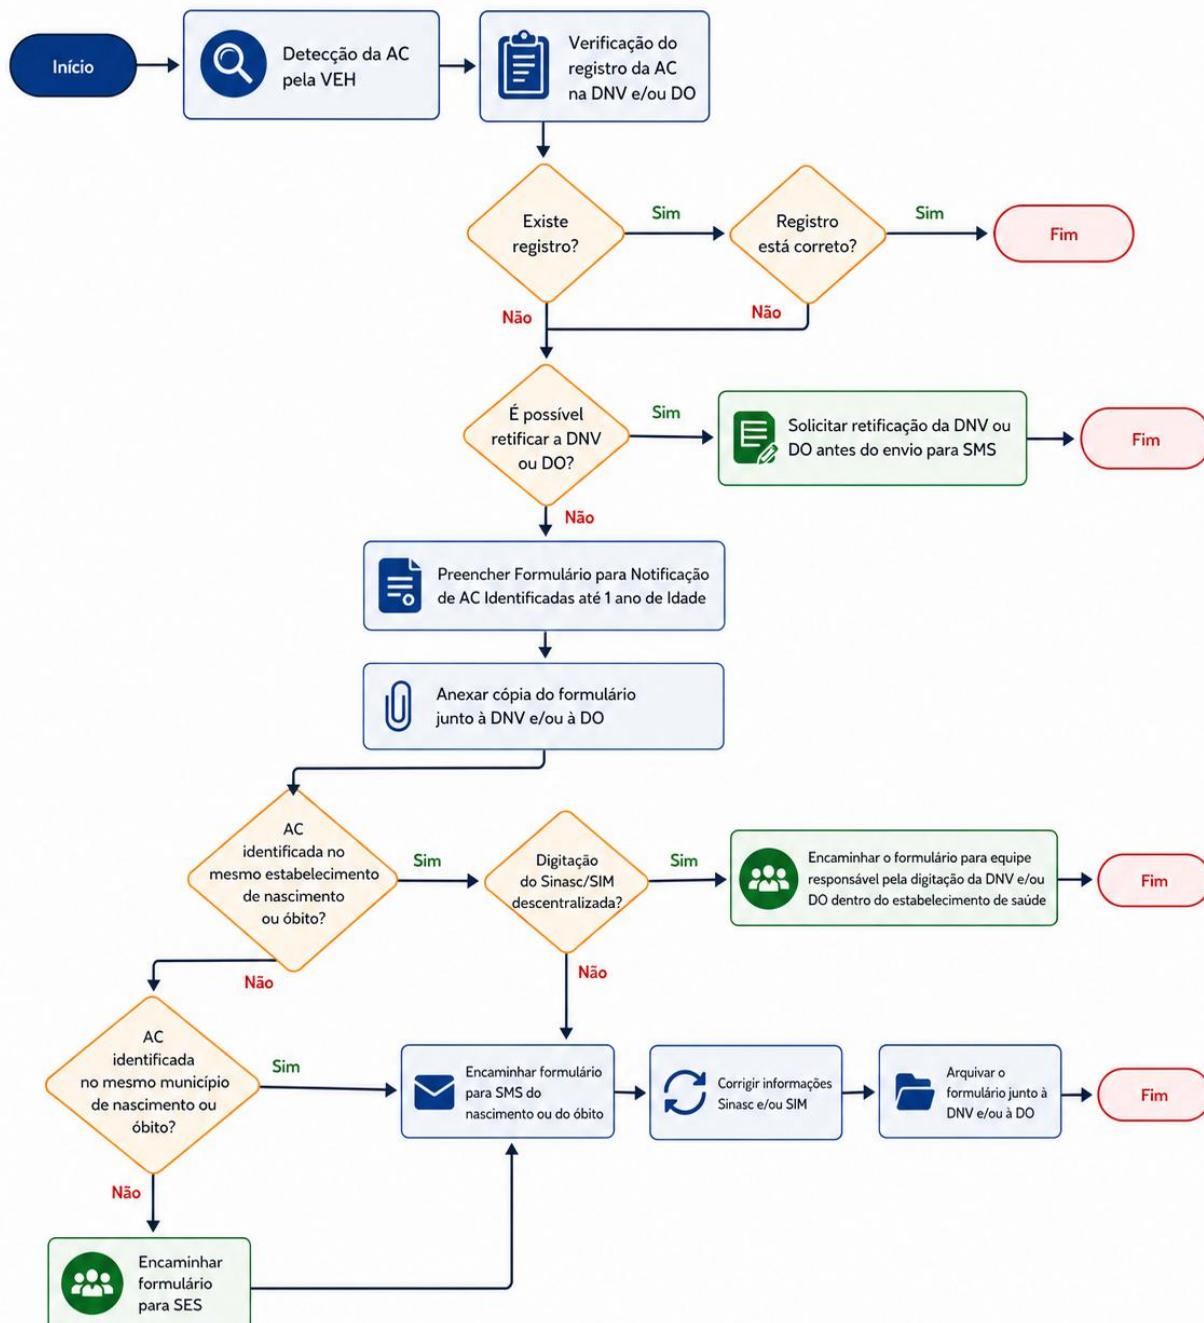 Início
Detecção da AC
pela VEH
Verificação do
registro da AC
na DNV e/ou DO
Existe
registro?
Sim
Registro
está correto?
Sim
Fim
Não
Não
É possível
retificar a DNV
ou DO?
Sim
Solicitar retificação da DNV ou
DO antes do envio para SMS
Fim
Não
Preencher Formulário para Notificação
de AC Identificadas até 1 ano de Idade
Anexar cópia do formulário
junto à DNV e/ou à DO
AC
identificada no
mesmo estabelecimento
de nascimento
ou óbito?
Sim
Digitação
do Sinasc/SIM
descentralizada?
Sim
Encaminhar o formulário para equipe
responsável pela digitação da DNV e/ou
DO dentro do estabelecimento de saúde
Fim
Não
Não
AC
identificada
no mesmo município
de nascimento ou
óbito?
Sim
Encaminhar formulário
para SMS do
nascimento ou do óbito
Corrigir informações
Sinasc e/ou SIM
Arquivar o
formulário junto à
DNV e/ou à DO
Fim
Não
Encaminhar
formulário
para SES